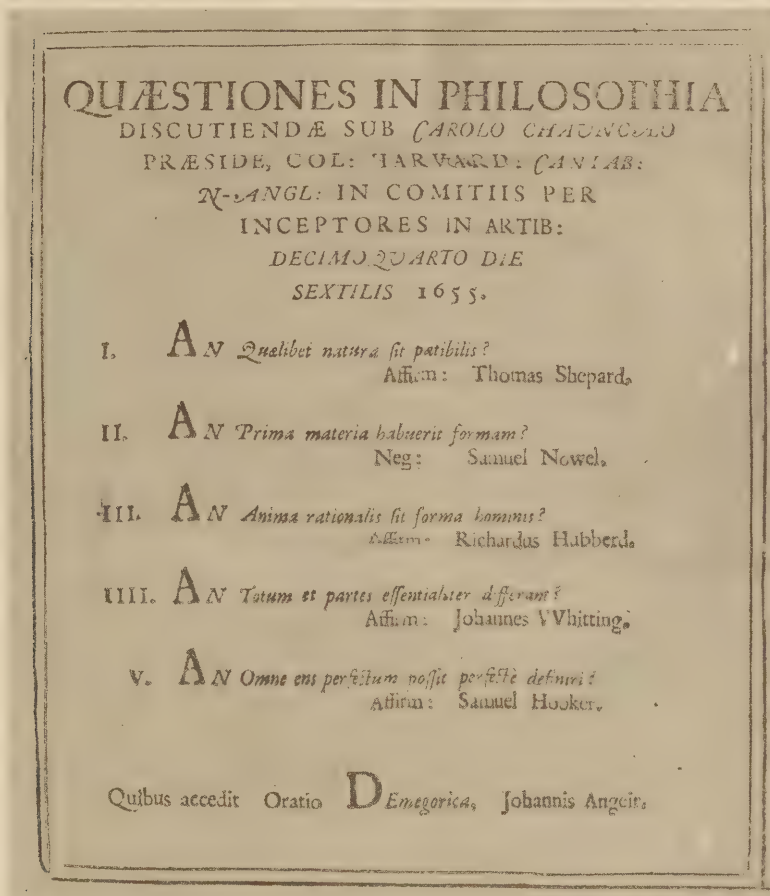 QUÆSTIONES IN PHILOSOPHIA
DISCUTIENDÆ SUB CAROLO CHAUNCÆO
PRÆSIDE, COL: HARVARD: CANTAB:
N-ANGL: IN COMITIIS PER
INCEPTORES IN ARTIB:
DECIMOQUARTO DIE
SEXTILIS 1655.
I. AN Quælibet natura sit patibilis?
Affirm: Thomas Shepard.
II. AN Prima materia habuerit formam?
Neg: Samuel Nowel.
III. AN Anima rationalis sit forma hominis?
Affirm: Richardus Hubberd.
IIII. AN Totum et partes essentialiter differant?
Affirm: Johannes VVhitting.
V. AN Omne ens perfectum possit perfectè definiri?
Affirm: Samuel Hooker.
Quibus accedit Oratio DEmegorica, Johannis Angeir.